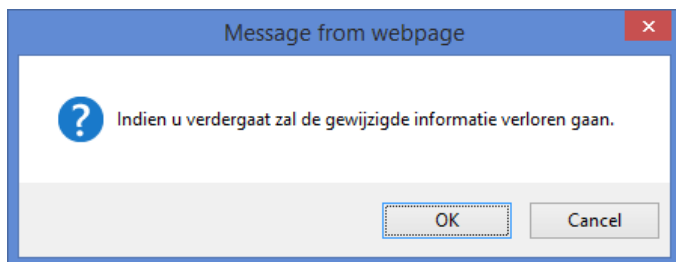 Message from webpage
Indien u verdergaat zal de gewijzigde informatie verloren gaan.
OK
Cancel